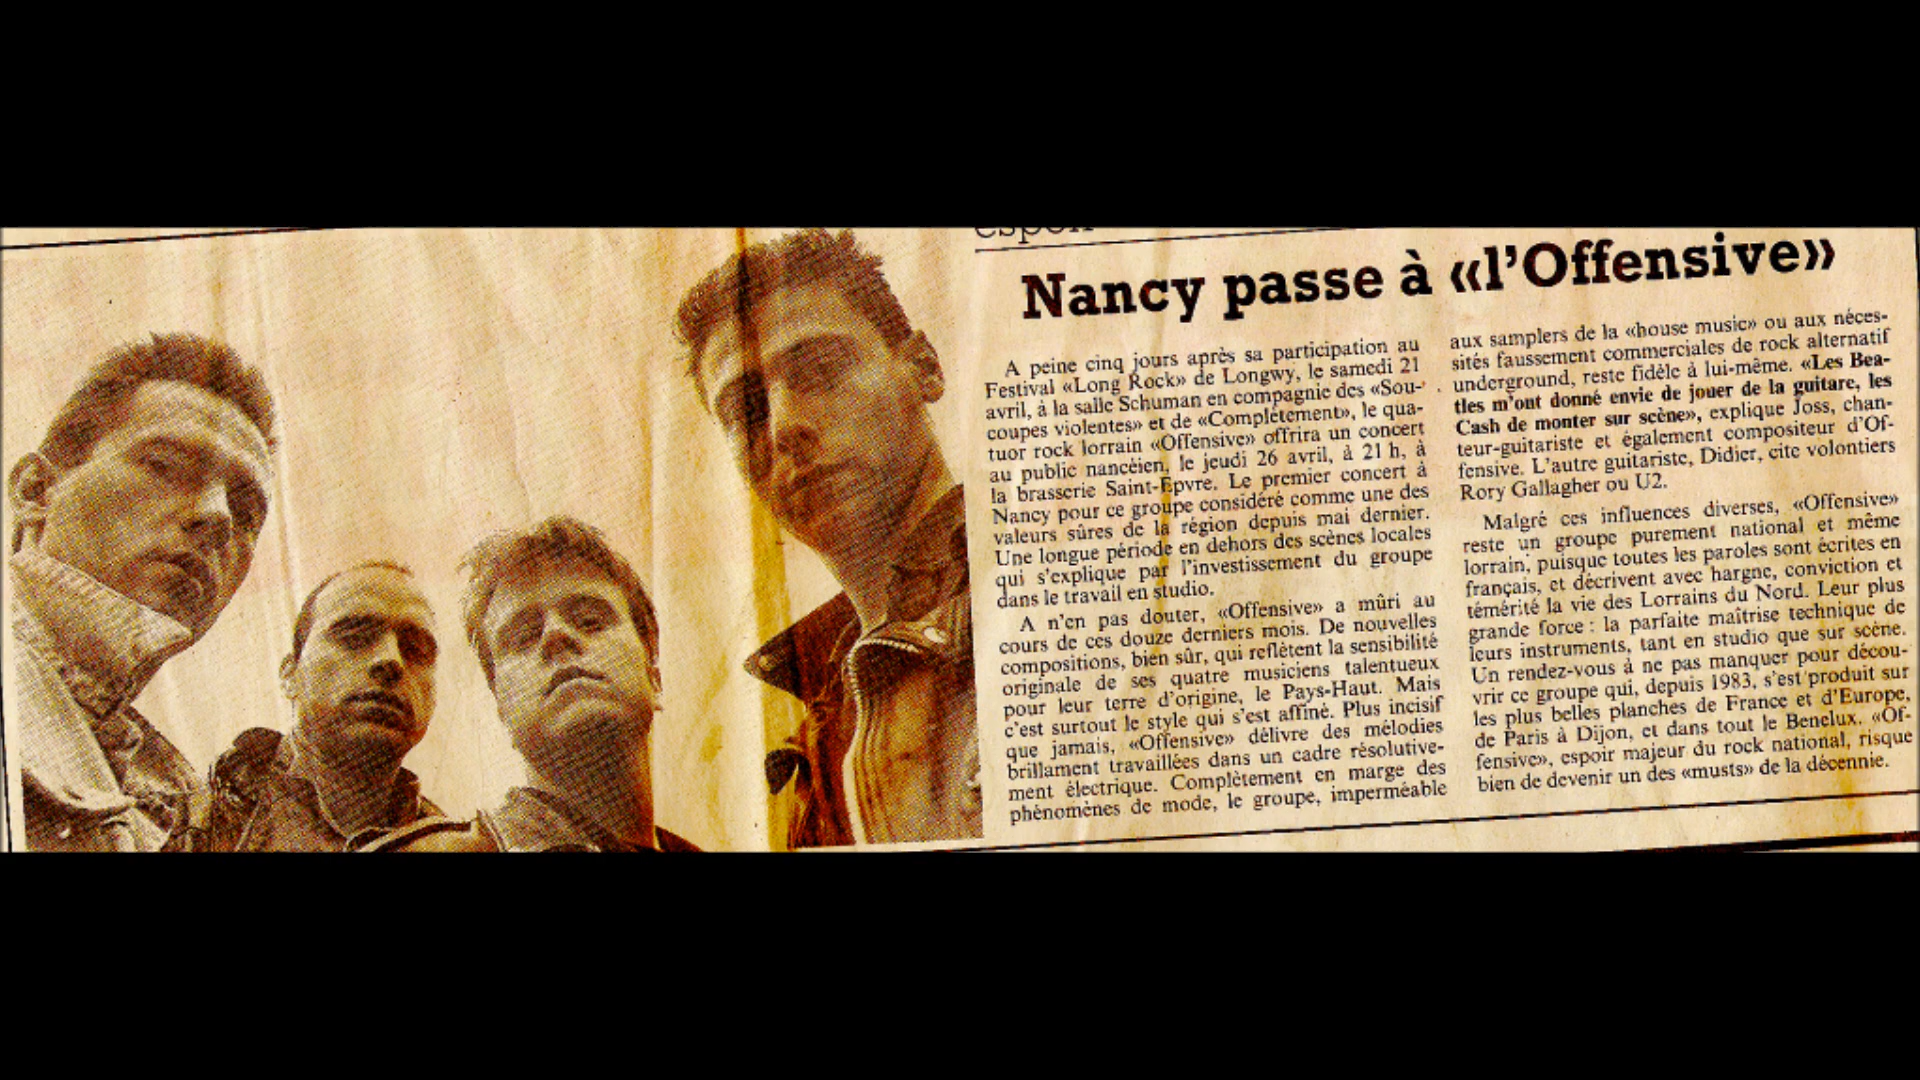 espoir
Nancy passe à «l’Offensive»
A peine cinq jours après sa participation au
Festival «Long Rock» de Longwy, le samedi 21
avril, à la salle Schuman en compagnie des «Sou-
coupes violentes» et de «Complètement», le qua-
tuor rock lorrain «Offensive» offrira un concert
au public nancéien, le jeudi 26 avril, à 21 h, à
la brasserie Saint-Epvre. Le premier concert à
Nancy pour ce groupe considéré comme une des
valeurs sûres de la région depuis mai dernier.
Une longue période en dehors des scènes locales
qui s’explique par l’investissement du groupe
dans le travail en studio.
A n’en pas douter, «Offensive» a mûri au
cours de ces douze derniers mois. De nouvelles
compositions, bien sûr, qui reflètent la sensibilité
originale de ses quatre musiciens talentueux
pour leur terre d’origine, le Pays-Haut. Mais
c’est surtout le style qui s’est affiné. Plus incisif
que jamais, «Offensive» délivre des mélodies
brillament travaillées dans un cadre résolutive-
ment électrique. Complètement en marge des
phénomènes de mode, le groupe, imperméable
aux samplers de la «house music» ou aux néces-
sités faussement commerciales de rock alternatif
underground, reste fidèle à lui-même. «Les Bea-
tles m’ont donné envie de jouer de la guitare, les
Cash de monter sur scène», explique Joss, chan-
teur-guitariste et également compositeur d’Of-
fensive. L’autre guitariste, Didier, cite volontiers
Rory Gallagher ou U2.
Malgré ces influences diverses, «Offensive»
reste un groupe purement national et même
lorrain, puisque toutes les paroles sont écrites en
français, et décrivent avec hargne, conviction et
témérité la vie des Lorrains du Nord. Leur plus
grande force : la parfaite maîtrise technique de
leurs instruments, tant en studio que sur scène.
Un rendez-vous à ne pas manquer pour décou-
vrir ce groupe qui, depuis 1983, s’est produit sur
les plus belles planches de France et d’Europe,
de Paris à Dijon, et dans tout le Benelux. «Of-
fensive», espoir majeur du rock national, risque
bien de devenir un des «musts» de la décennie.